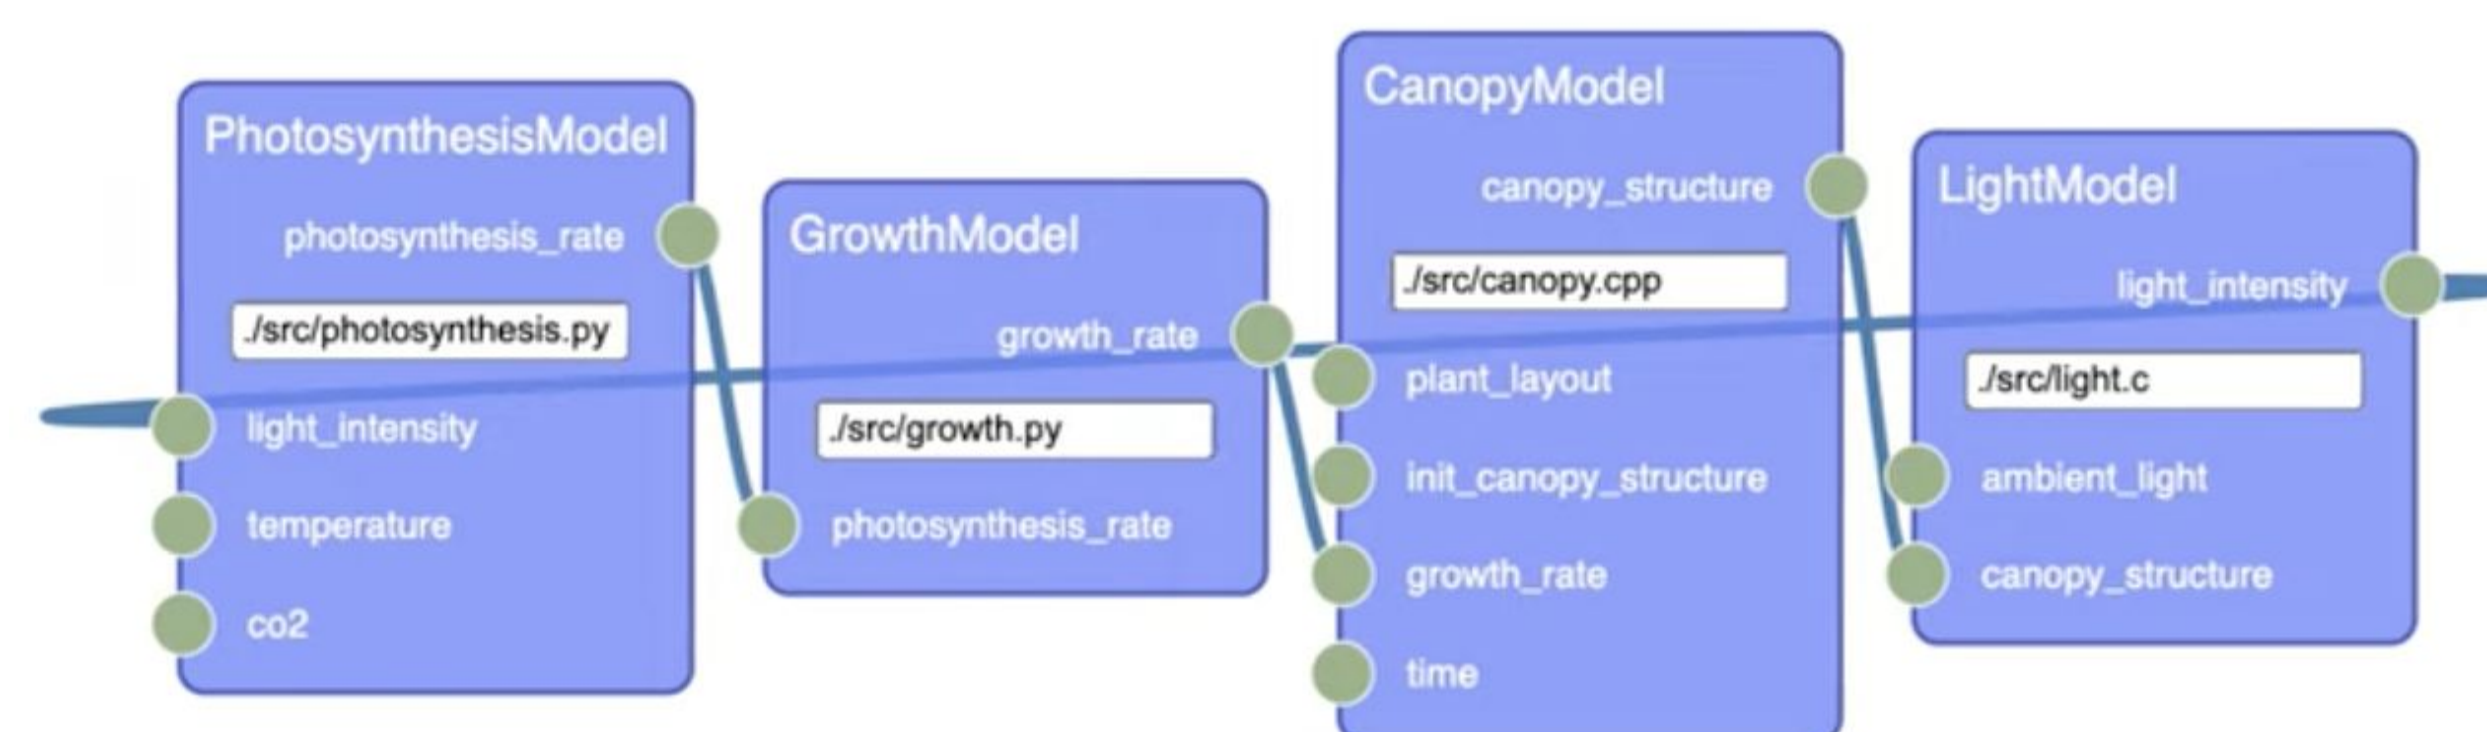 PhotosynthesisModel
photosynthesis_rate
./src/photosynthesis.py
light_intensity
temperature
co2
GrowthModel
growth_rate
./src/growth.py
photosynthesis_rate
CanopyModel
canopy_structure
./src/canopy.cpp
plant_layout
init_canopy_structure
growth_rate
time
LightModel
light_intensity
./src/light.c
ambient_light
canopy_structure